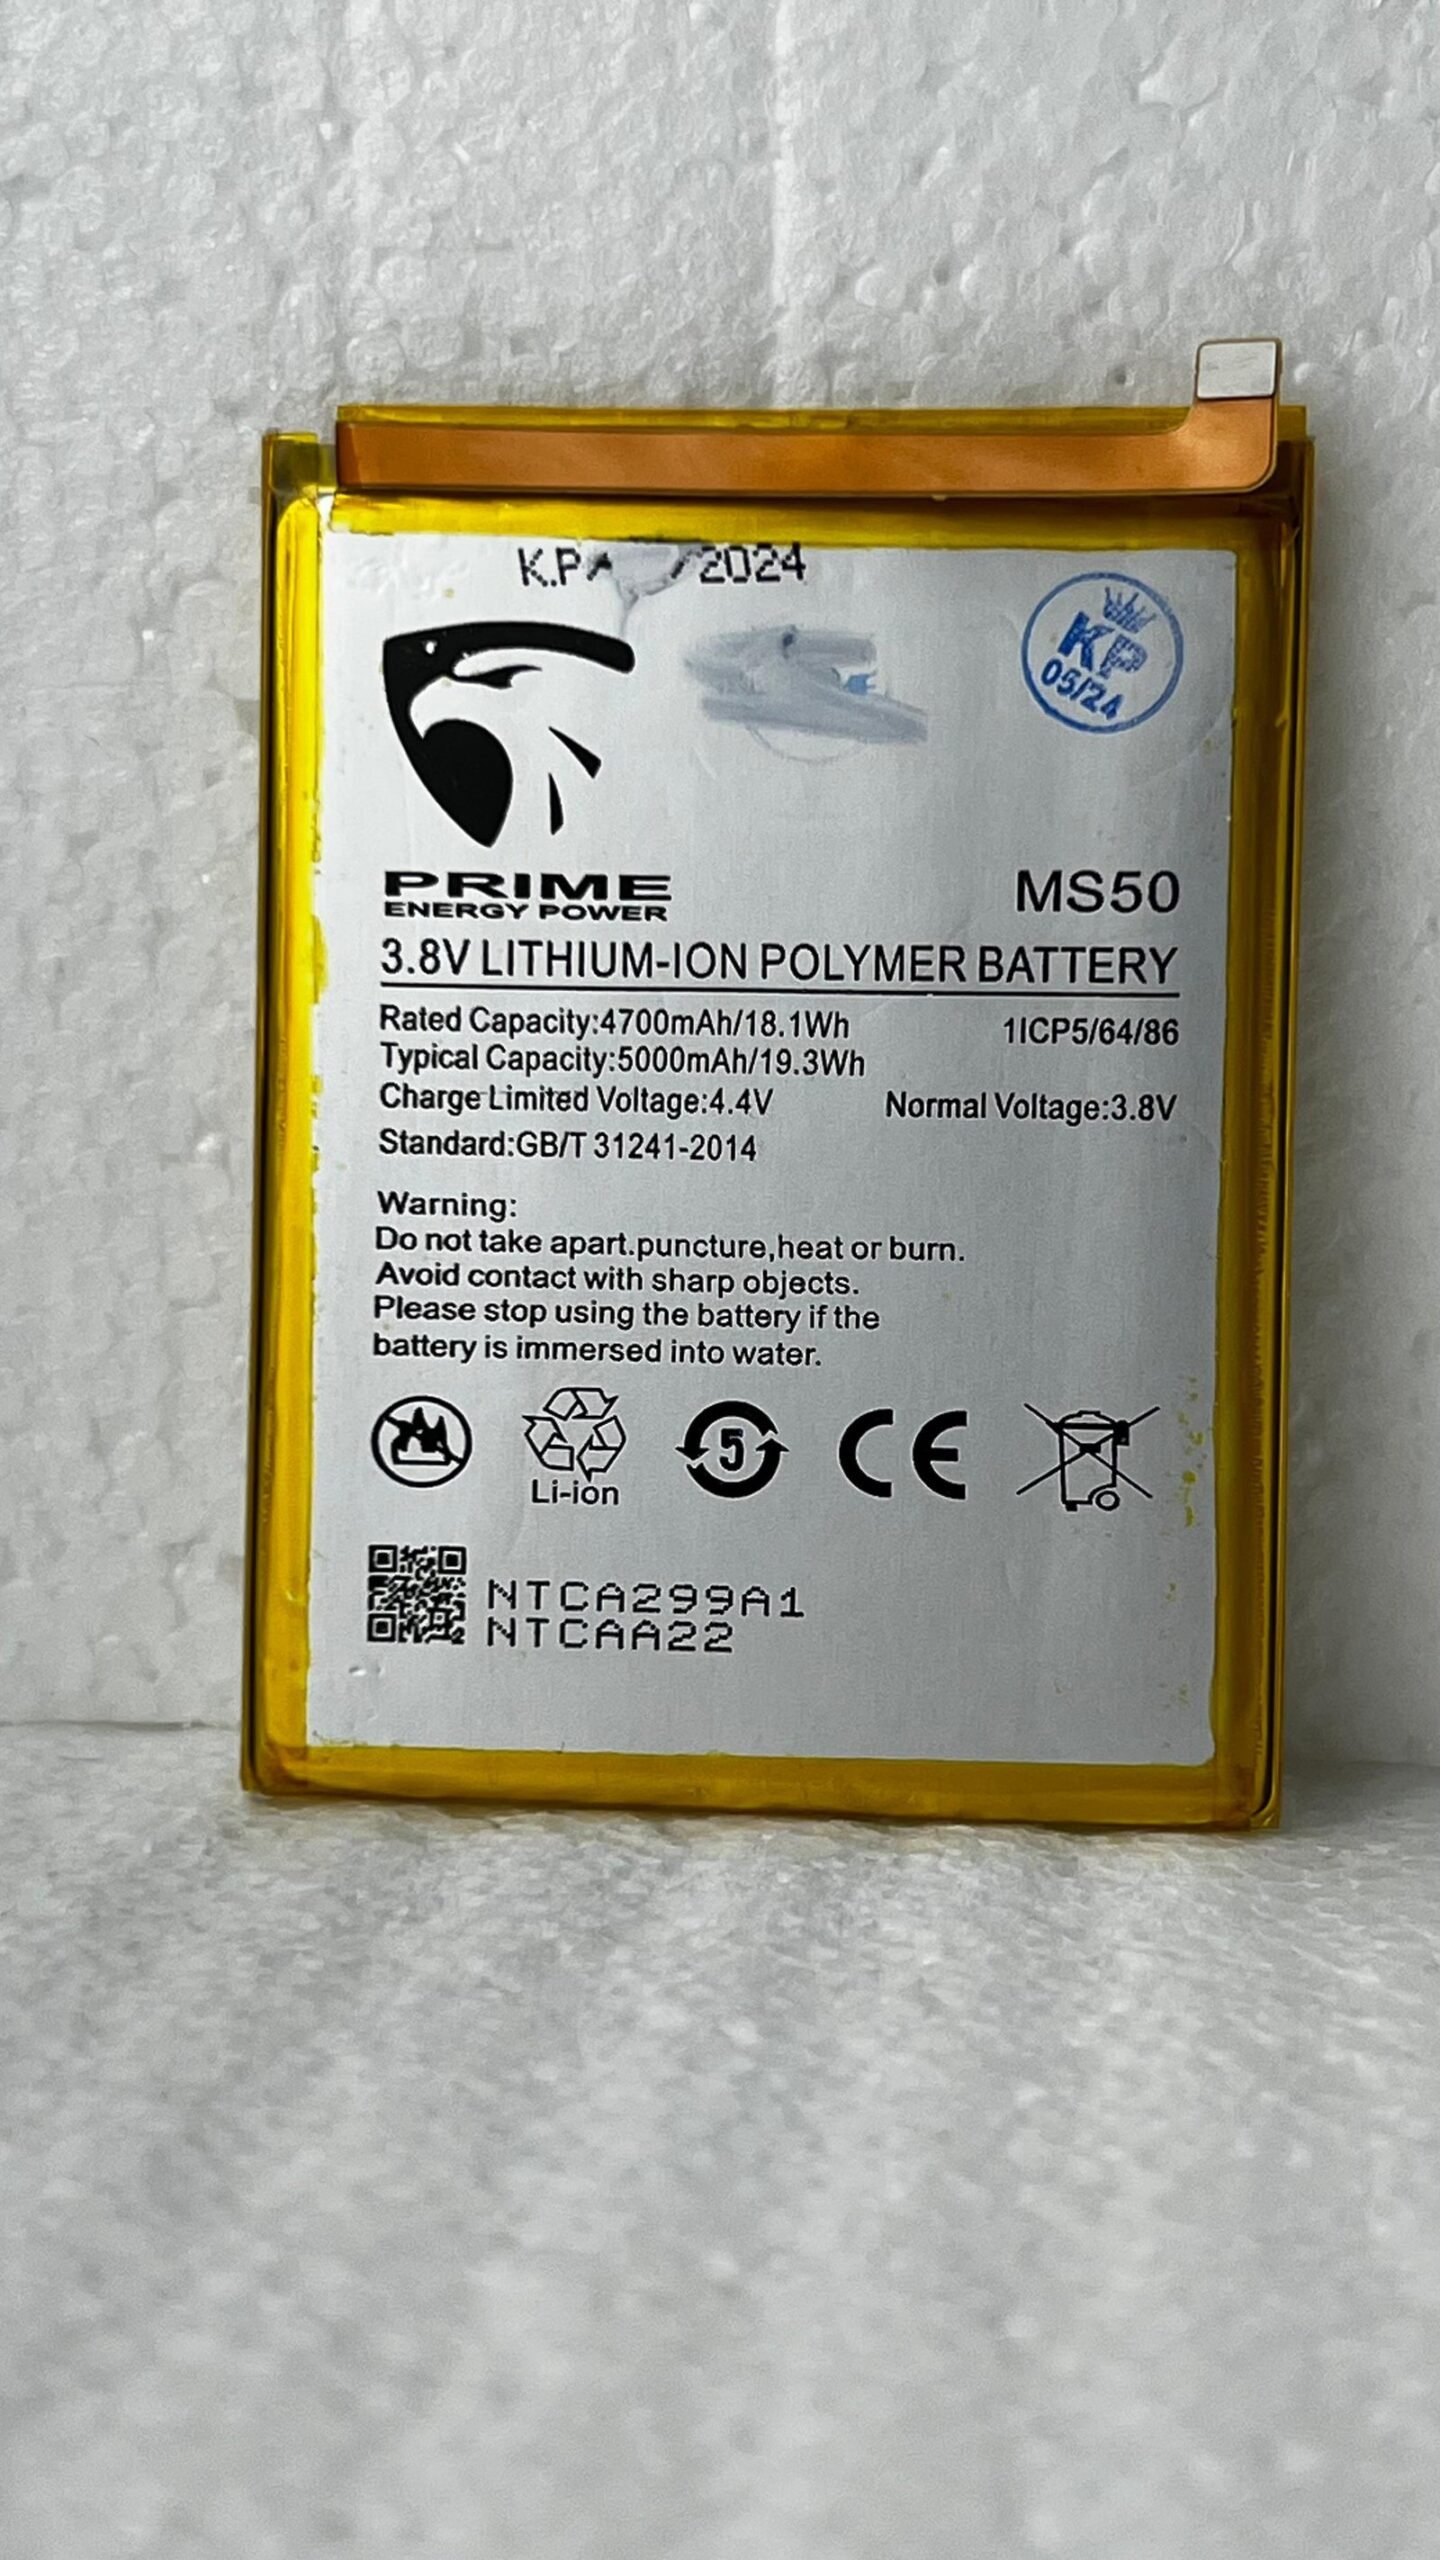 K.PA /2024
KP
05/24
PRIME
ENERGY POWER
MS50
3.8V LITHIUM-ION POLYMER BATTERY
Rated Capacity:4700mAh/18.1Wh
1ICP5/64/86
Typical Capacity:5000mAh/19.3Wh
Charge Limited Voltage:4.4V
Normal Voltage:3.8V
Standard:GB/T 31241-2014
Warning:
Do not take apart.puncture,heat or burn.
Avoid contact with sharp objects.
Please stop using the battery if the
battery is immersed into water.
Li-ion
5
CE
NTCA299A1
NTCAA22